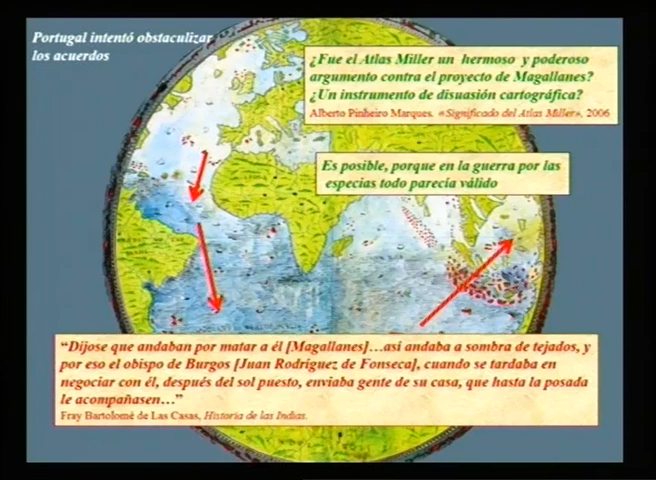 Portugal intentó obstaculizar
los acuerdos
¿Fue el Atlas Miller un hermoso y poderoso
argumento contra el proyecto de Magallanes?
¿Un instrumento de disuasión cartográfica?
Alberto Pinheiro Marques. «Significado del Atlas Miller», 2006
Es posible, porque en la guerra por las
especias todo parecía válido
“Díjose que andaban por matar a él [Magallanes]…asi andaba a sombra de tejados, y
por eso el obispo de Burgos [Juan Rodriguez de Fonseca], cuando se tardaba en
negociar con él, después del sol puesto, enviaba gente de su casa, que hasta la posada
le acompañasen…”
Fray Bartolomé de Las Casas, Historia de las Indias.